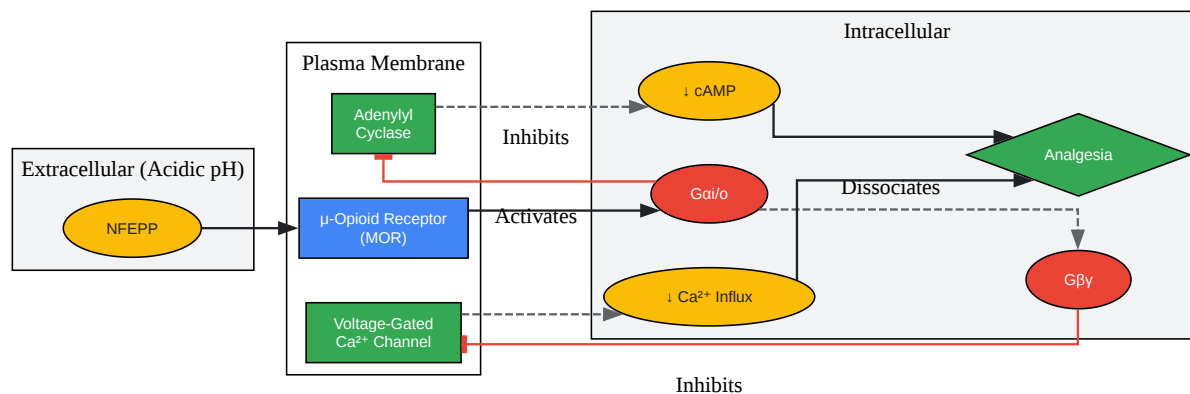 Intracellular
Plasma Membrane
↓ cAMP
Adenylyl
Cyclase
Inhibits
Analgesia
Extracellular (Acidic pH)
Gαi/o
Dissociates
NFEPP
μ-Opioid Receptor
(MOR)
Activates
Gβγ
↓ Ca²⁺ Influx
Voltage-Gated
Ca²⁺ Channel
Inhibits